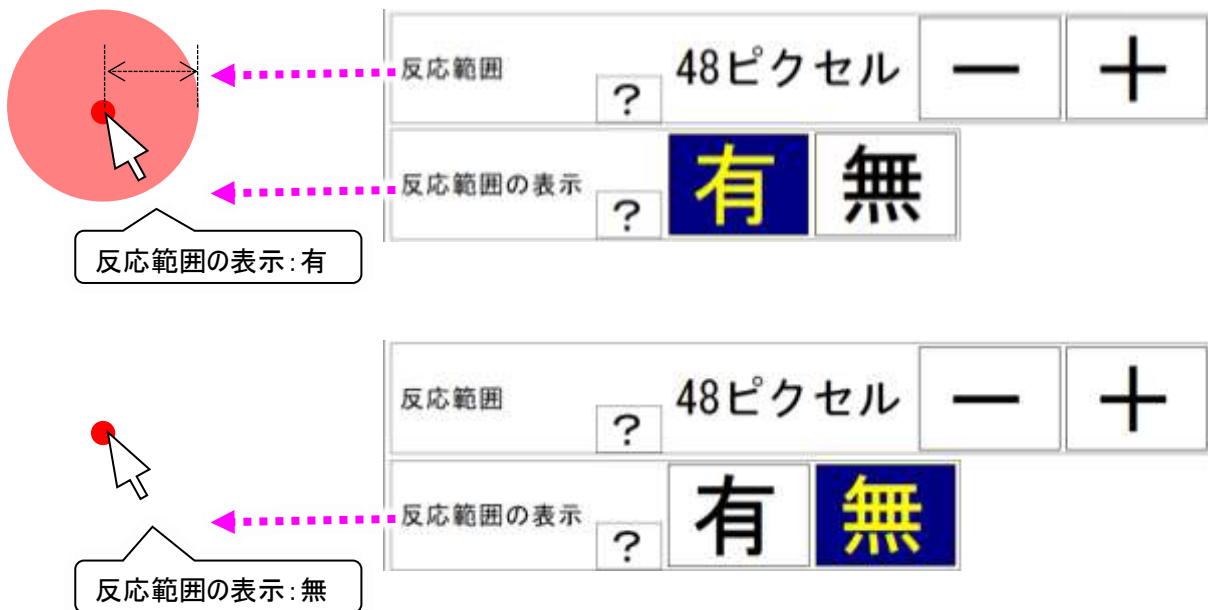 反応範囲 ? 48ピクセル － ＋
反応範囲の表示 ? 有 無
反応範囲の表示：有
反応範囲 ? 48ピクセル － ＋
反応範囲の表示 ? 有 無
反応範囲の表示：無